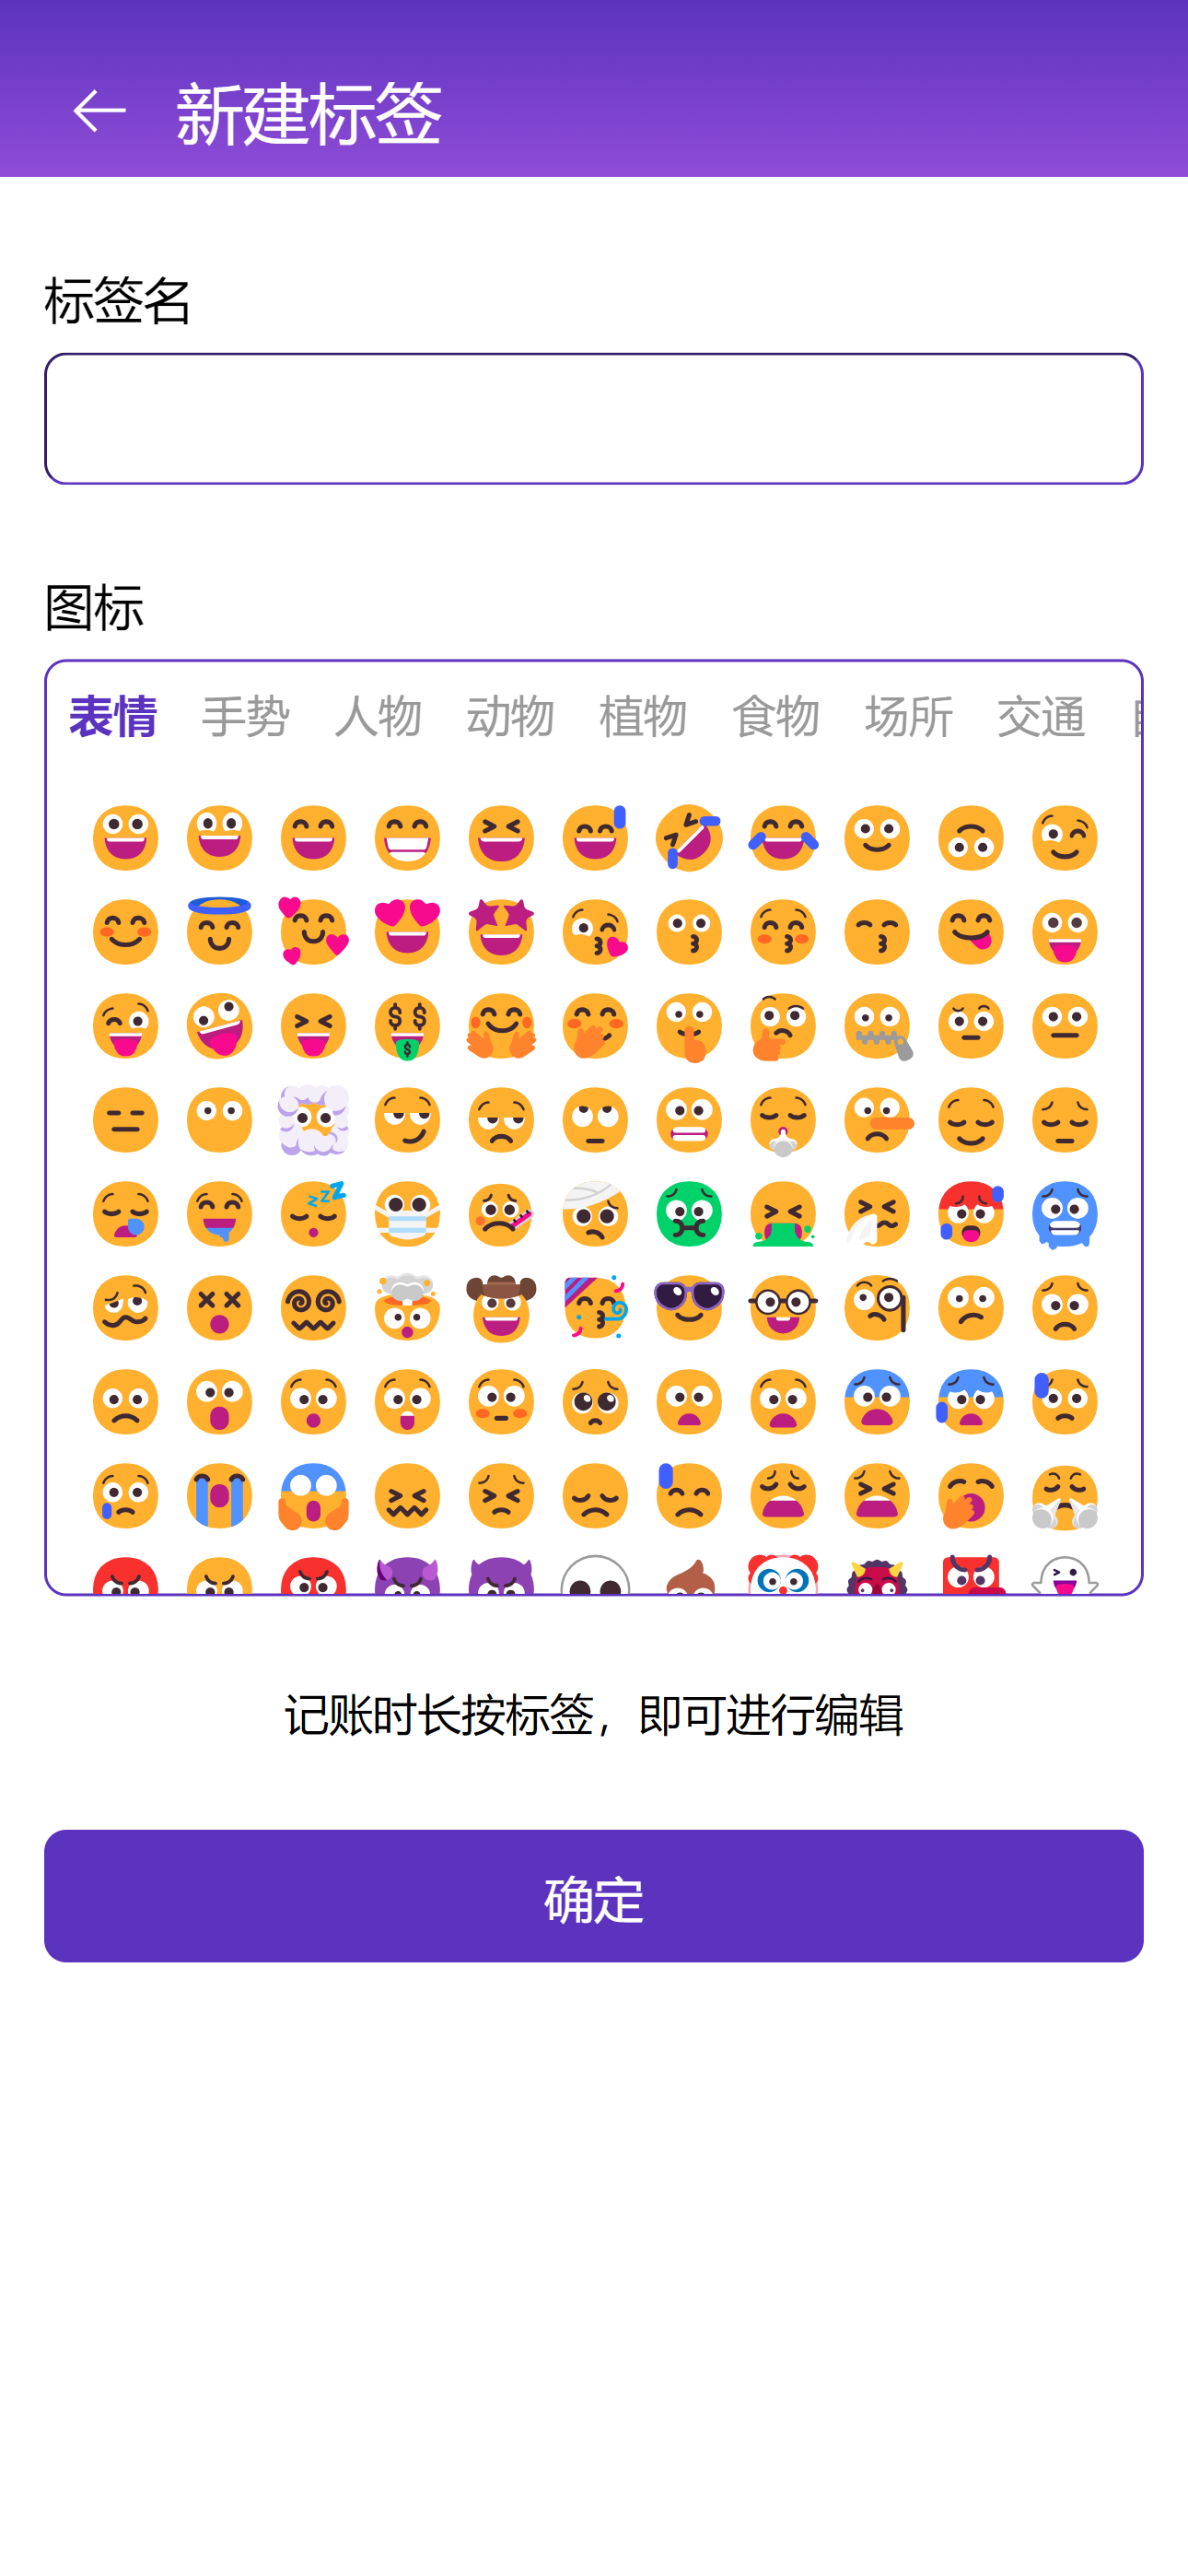 新建标签
标签名
图标
表情 手势 人物 动物 植物 食物 场所 交通
记账时长按标签，即可进行编辑
确定